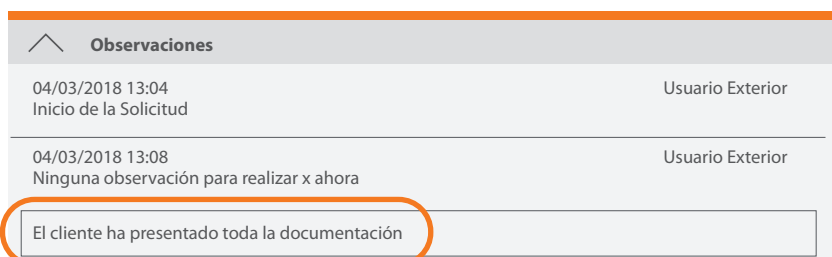 Observaciones
04/03/2018 13:04 Usuario Exterior
Inicio de la Solicitud
04/03/2018 13:08 Usuario Exterior
Ninguna observación para realizar x ahora
El cliente ha presentado toda la documentación